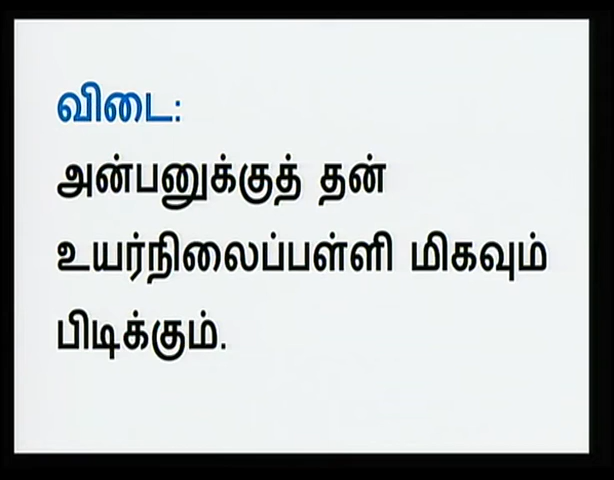 விடை:
அன்பனுக்குத் தன்
உயர்நிலைப்பள்ளி மிகவும்
பிடிக்கும்.